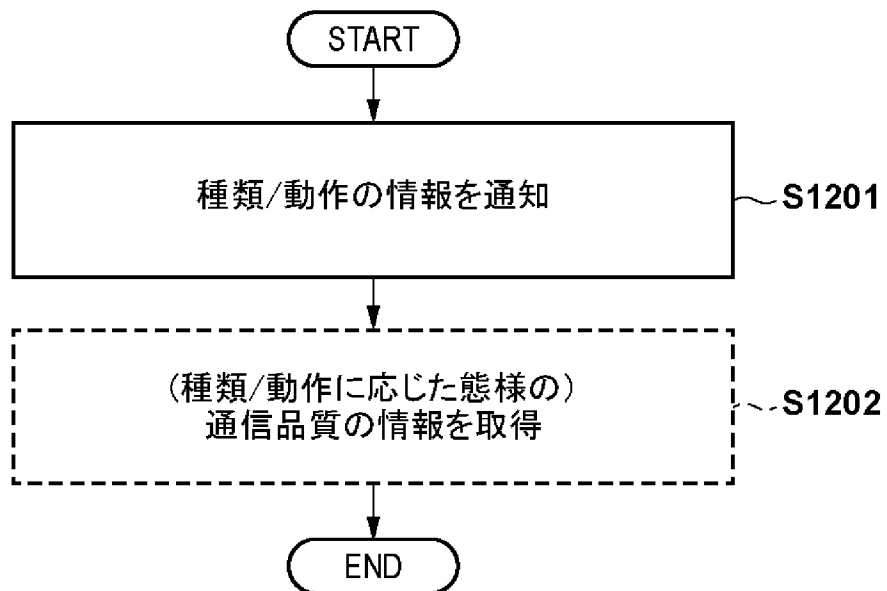 START
種類/動作の情報を通知
S1201
(種類/動作に応じた態様の)
通信品質の情報を取得
S1202
END